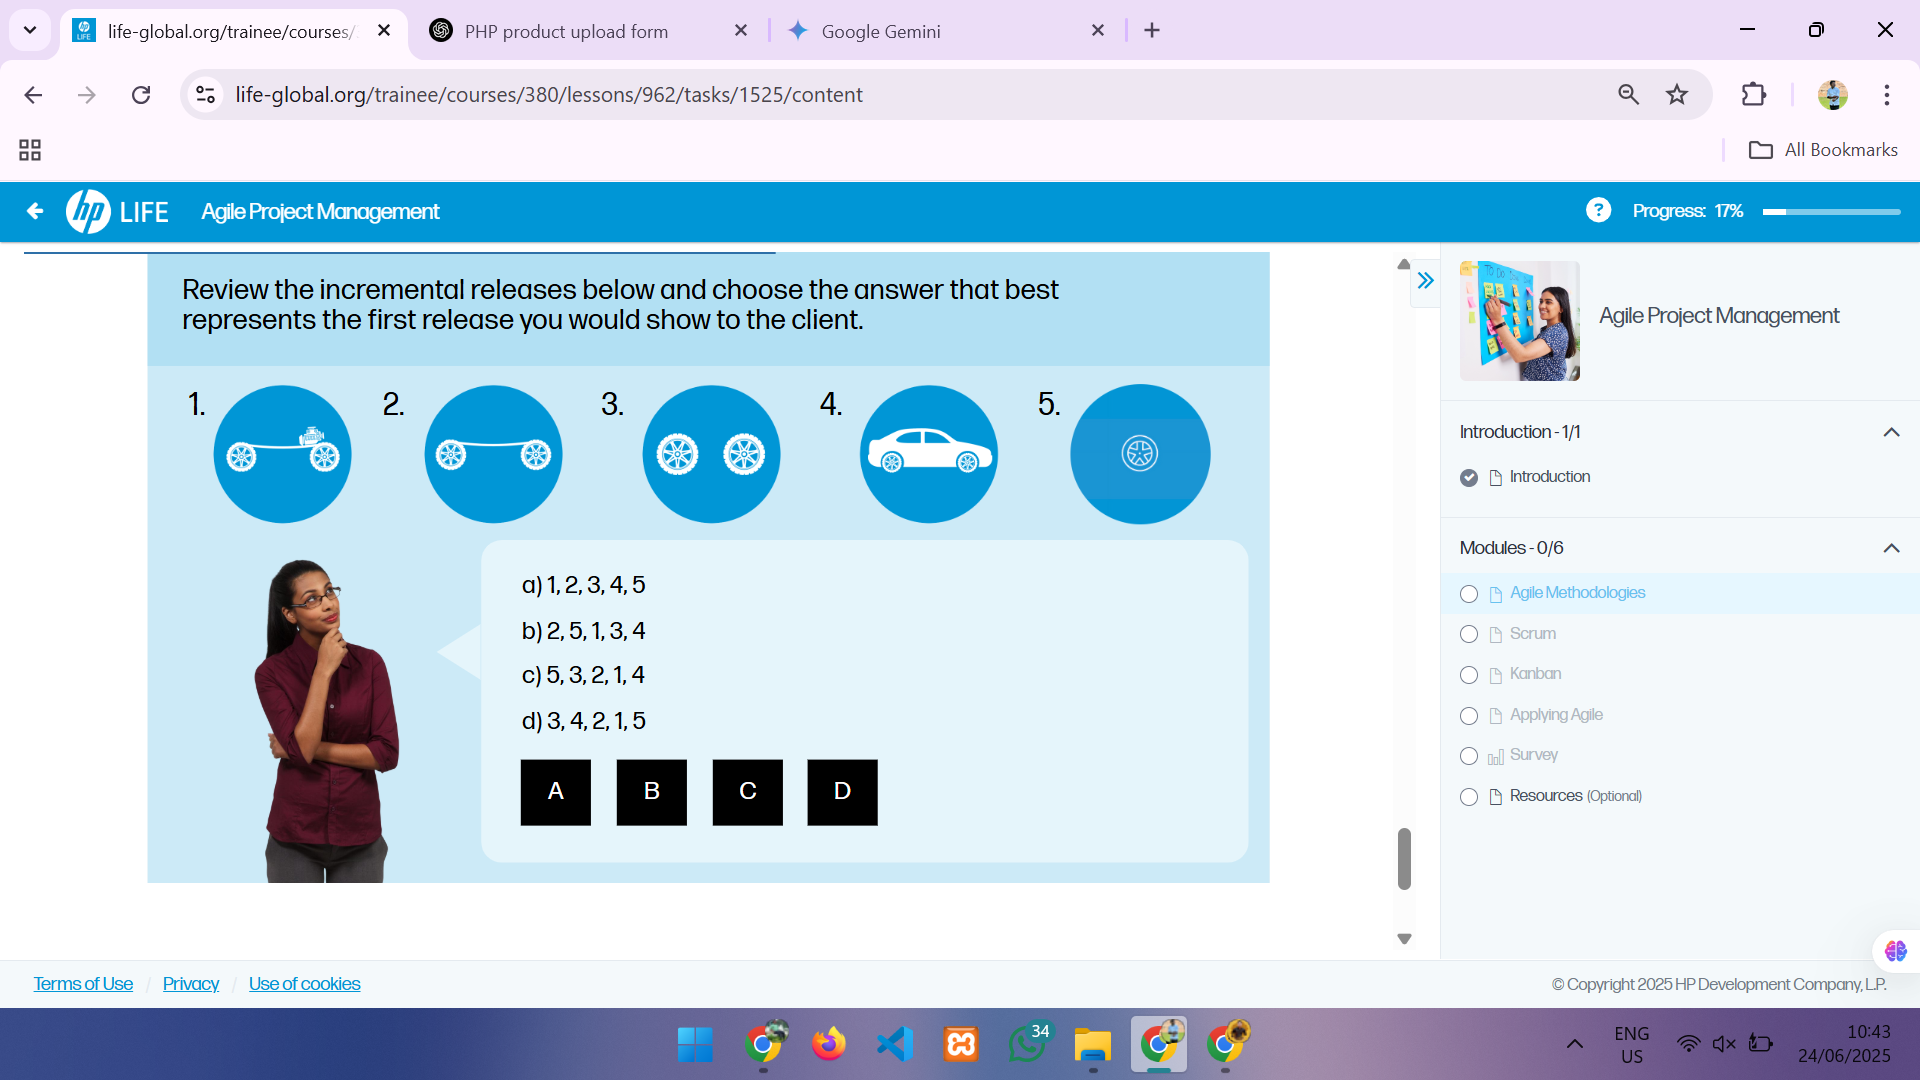 life-global.org/trainee/courses/
PHP product upload form
Google Gemini
life-global.org/trainee/courses/380/lessons/962/tasks/1525/content
All Bookmarks
hp LIFE Agile Project Management
? Progress: 17%
Review the incremental releases below and choose the answer that best
represents the first release you would show to the client.
1. 2. 3. 4. 5.
a) 1, 2, 3, 4, 5
b) 2, 5, 1, 3, 4
c) 5, 3, 2, 1, 4
d) 3, 4, 2, 1, 5
A B C D
TO DO
Agile Project Management
Introduction - 1/1
Introduction
Modules - 0/6
Agile Methodologies
Scrum
Kanban
Applying Agile
Survey
Resources (Optional)
Terms of Use / Privacy / Use of cookies
© Copyright 2025 HP Development Company, L.P.
34
ENG
US
10:43
24/06/2025